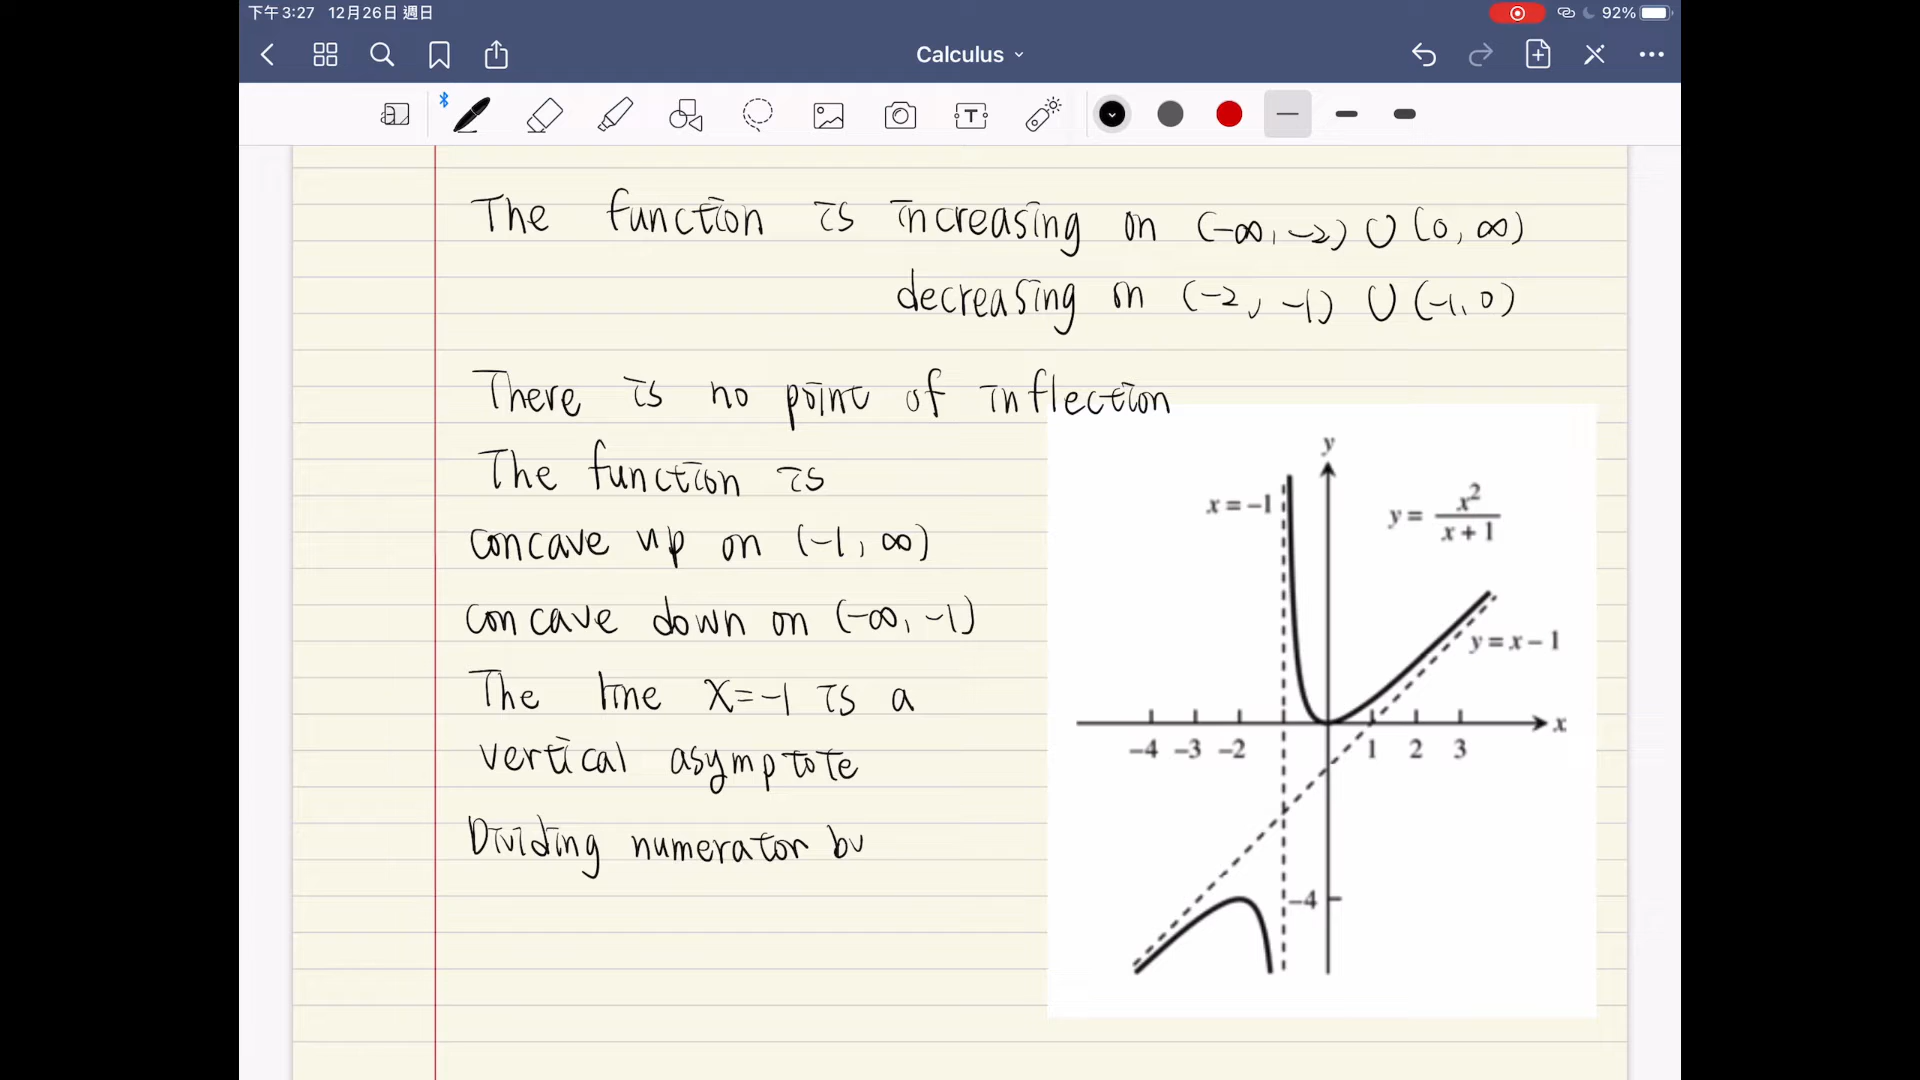 下午3:27 12月26日 週日
92%
Calculus
T
The function is increasing on (-∞, -2) ∪ (0, ∞)
decreasing on (-2, -1) ∪ (-1, 0)
There is no point of inflection
The function is
concave up on (-1, ∞)
concave down on (-∞, -1)
The line x=-1 is a
vertical asymptote
Dividing numerator by
y
x = –1
y = x² / x + 1
y = x – 1
x
–4 –3 –2 1 2 3
–4